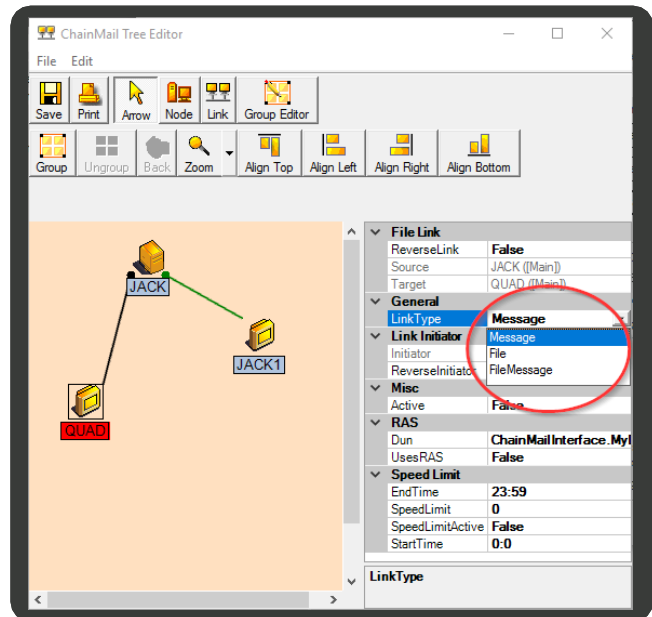 ChainMail Tree Editor
File Edit
Save Print Arrow Node Link Group Editor
Group Ungroup Back Zoom Align Top Align Left Align Right Align Bottom
JACK
JACK1
QUAD
File Link
ReverseLink False
Source JACK ([Main])
Target QUAD ([Main])
General
LinkType Message
Link Initiator Message
Initiator File
ReverseInitiator FileMessage
Misc
Active False
RAS
Dun ChainMailInterface.MyI
UsesRAS False
Speed Limit
EndTime 23:59
SpeedLimit 0
SpeedLimitActive False
StartTime 0:0
LinkType